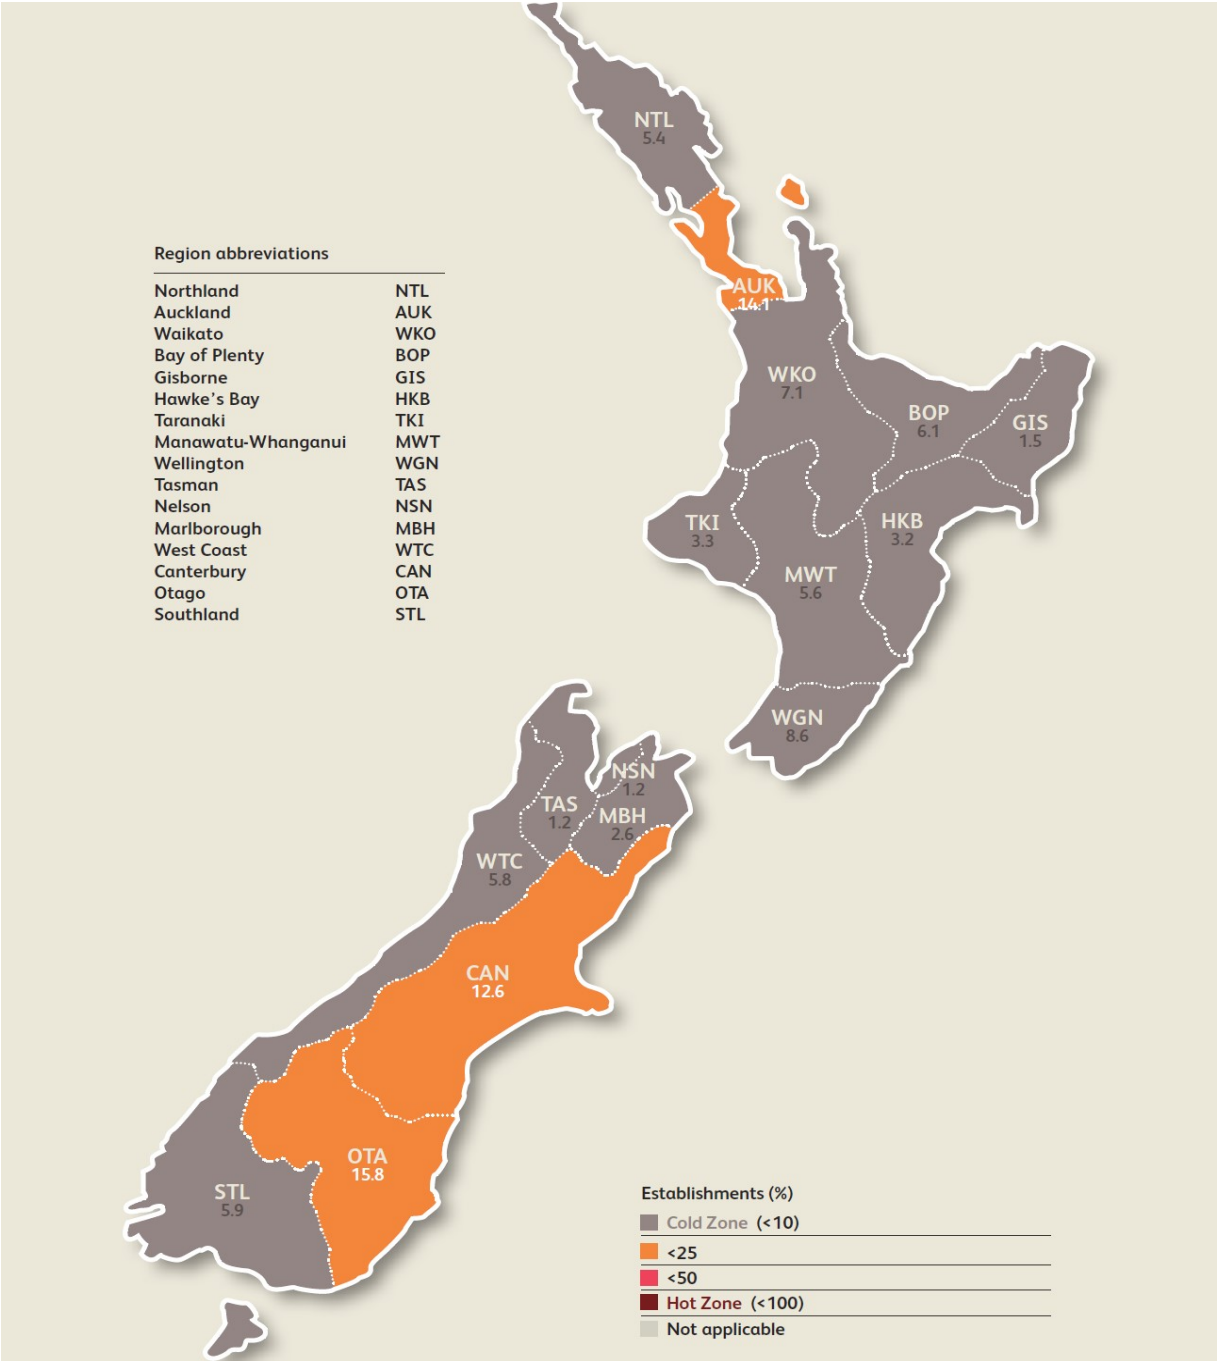 NTL
5.4
Region abbreviations
Northland NTL
Auckland AUK
Waikato WKO
Bay of Plenty BOP
Gisborne GIS
Hawke's Bay HKB
Taranaki TKI
Manawatu-Whanganui MWT
Wellington WGN
Tasman TAS
Nelson NSN
Marlborough MBH
West Coast WTC
Canterbury CAN
Otago OTA
Southland STL
AUK
14.1
WKO
7.1
BOP
6.1
GIS
1.5
TKI
3.3
HKB
3.2
MWT
5.6
WGN
8.6
NSN
1.2
TAS
1.2
MBH
2.6
WTC
5.8
CAN
12.6
OTA
15.8
STL
5.9
Establishments (%)
Cold Zone (<10)
<25
<50
Hot Zone (<100)
Not applicable